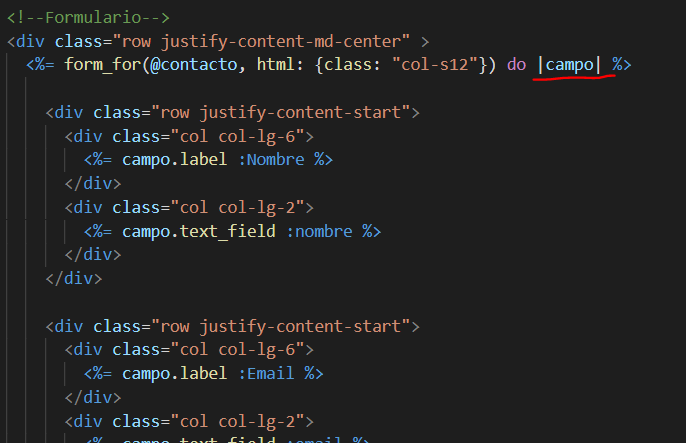 <!--Formulario-->
<div class="row justify-content-md-center" >
<%= form_for(@contacto, html: {class: "col-s12"}) do |campo| %>
<div class="row justify-content-start">
<div class="col col-lg-6">
<%= campo.label :Nombre %>
</div>
<div class="col col-lg-2">
<%= campo.text_field :nombre %>
</div>
</div>
<div class="row justify-content-start">
<div class="col col-lg-6">
<%= campo.label :Email %>
</div>
<div class="col col-lg-2">
<%= campo.text_field :email %>